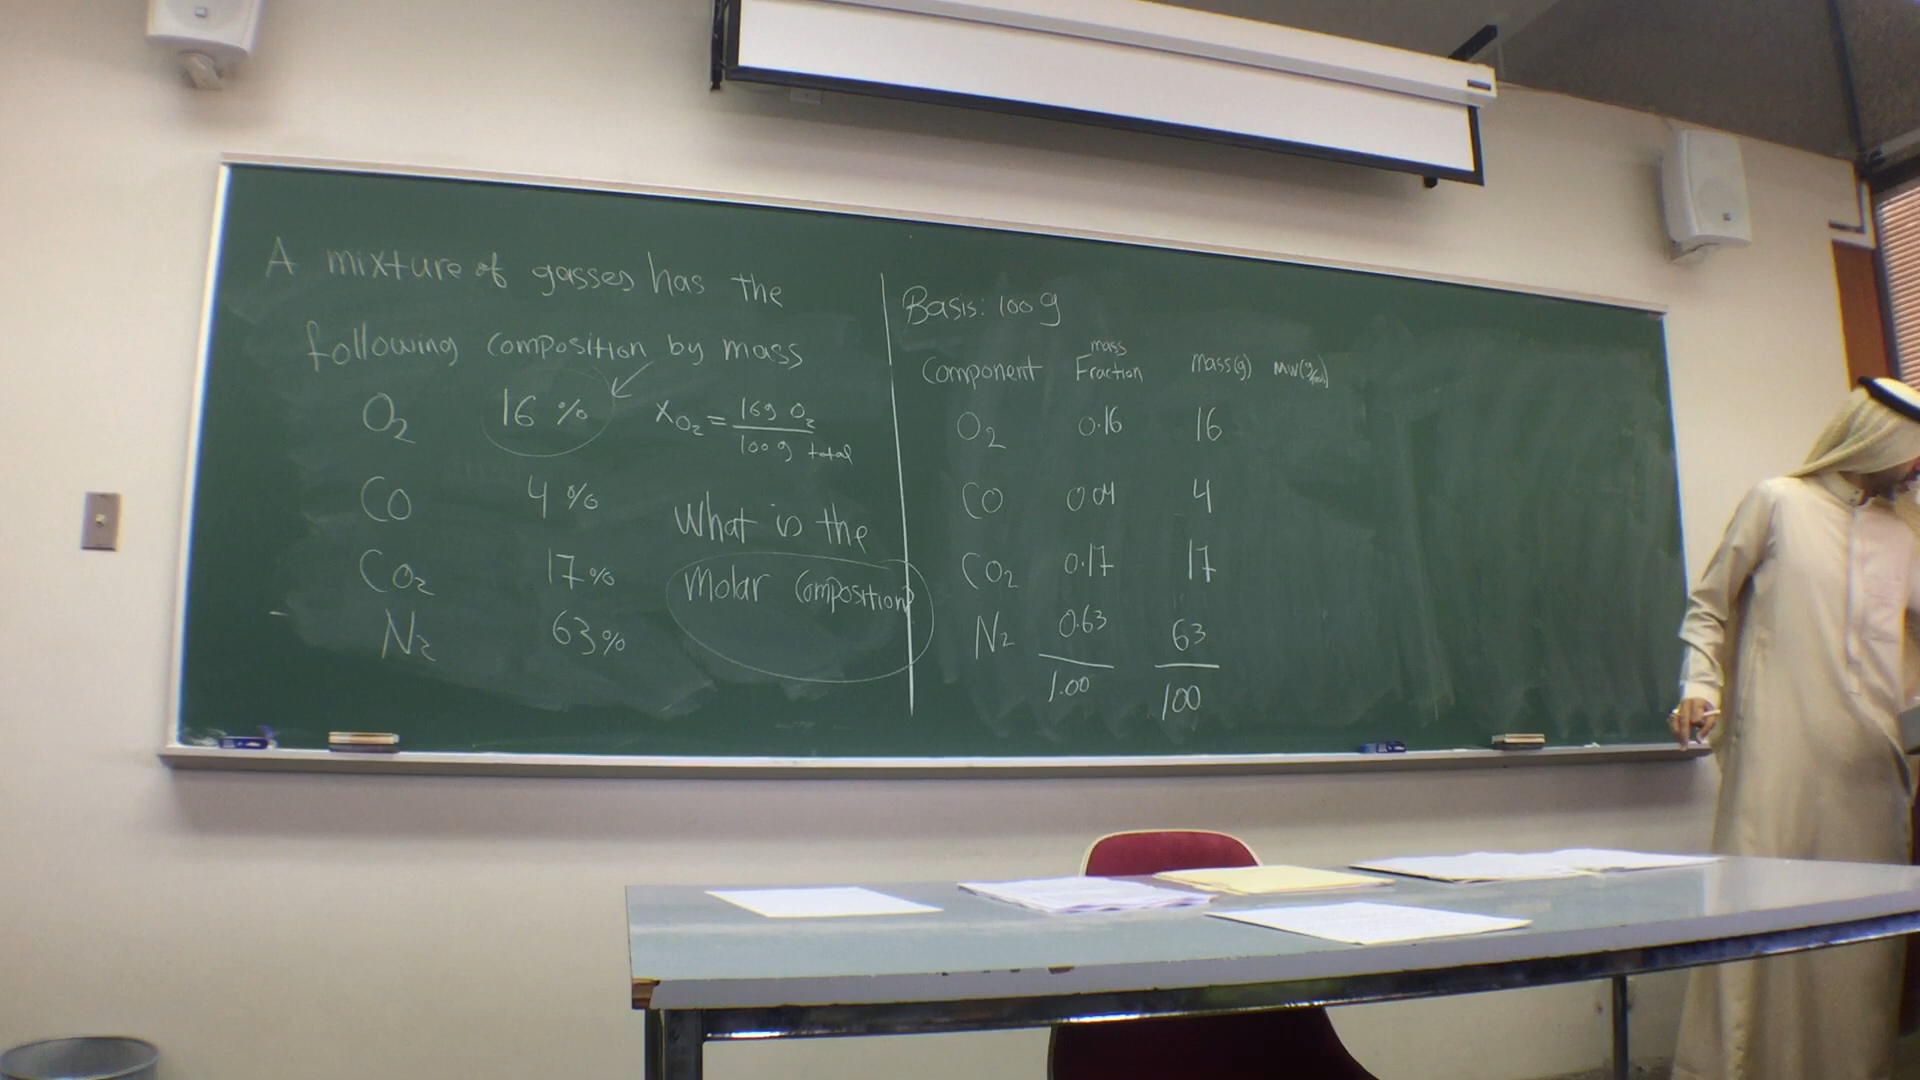 A mixture of gasses has the
following composition by mass
O2 16 %
XO2 = 16g O2 / 100 g total
CO 4 %
CO2 17 %
N2 63 %
What is the
Molar Composition?
Basis: 100 g
Component mass Fraction Mass(g) MW(g/mol)
O2 0.16 16
CO 0.04 4
CO2 0.17 17
N2 0.63 63
1.00 100